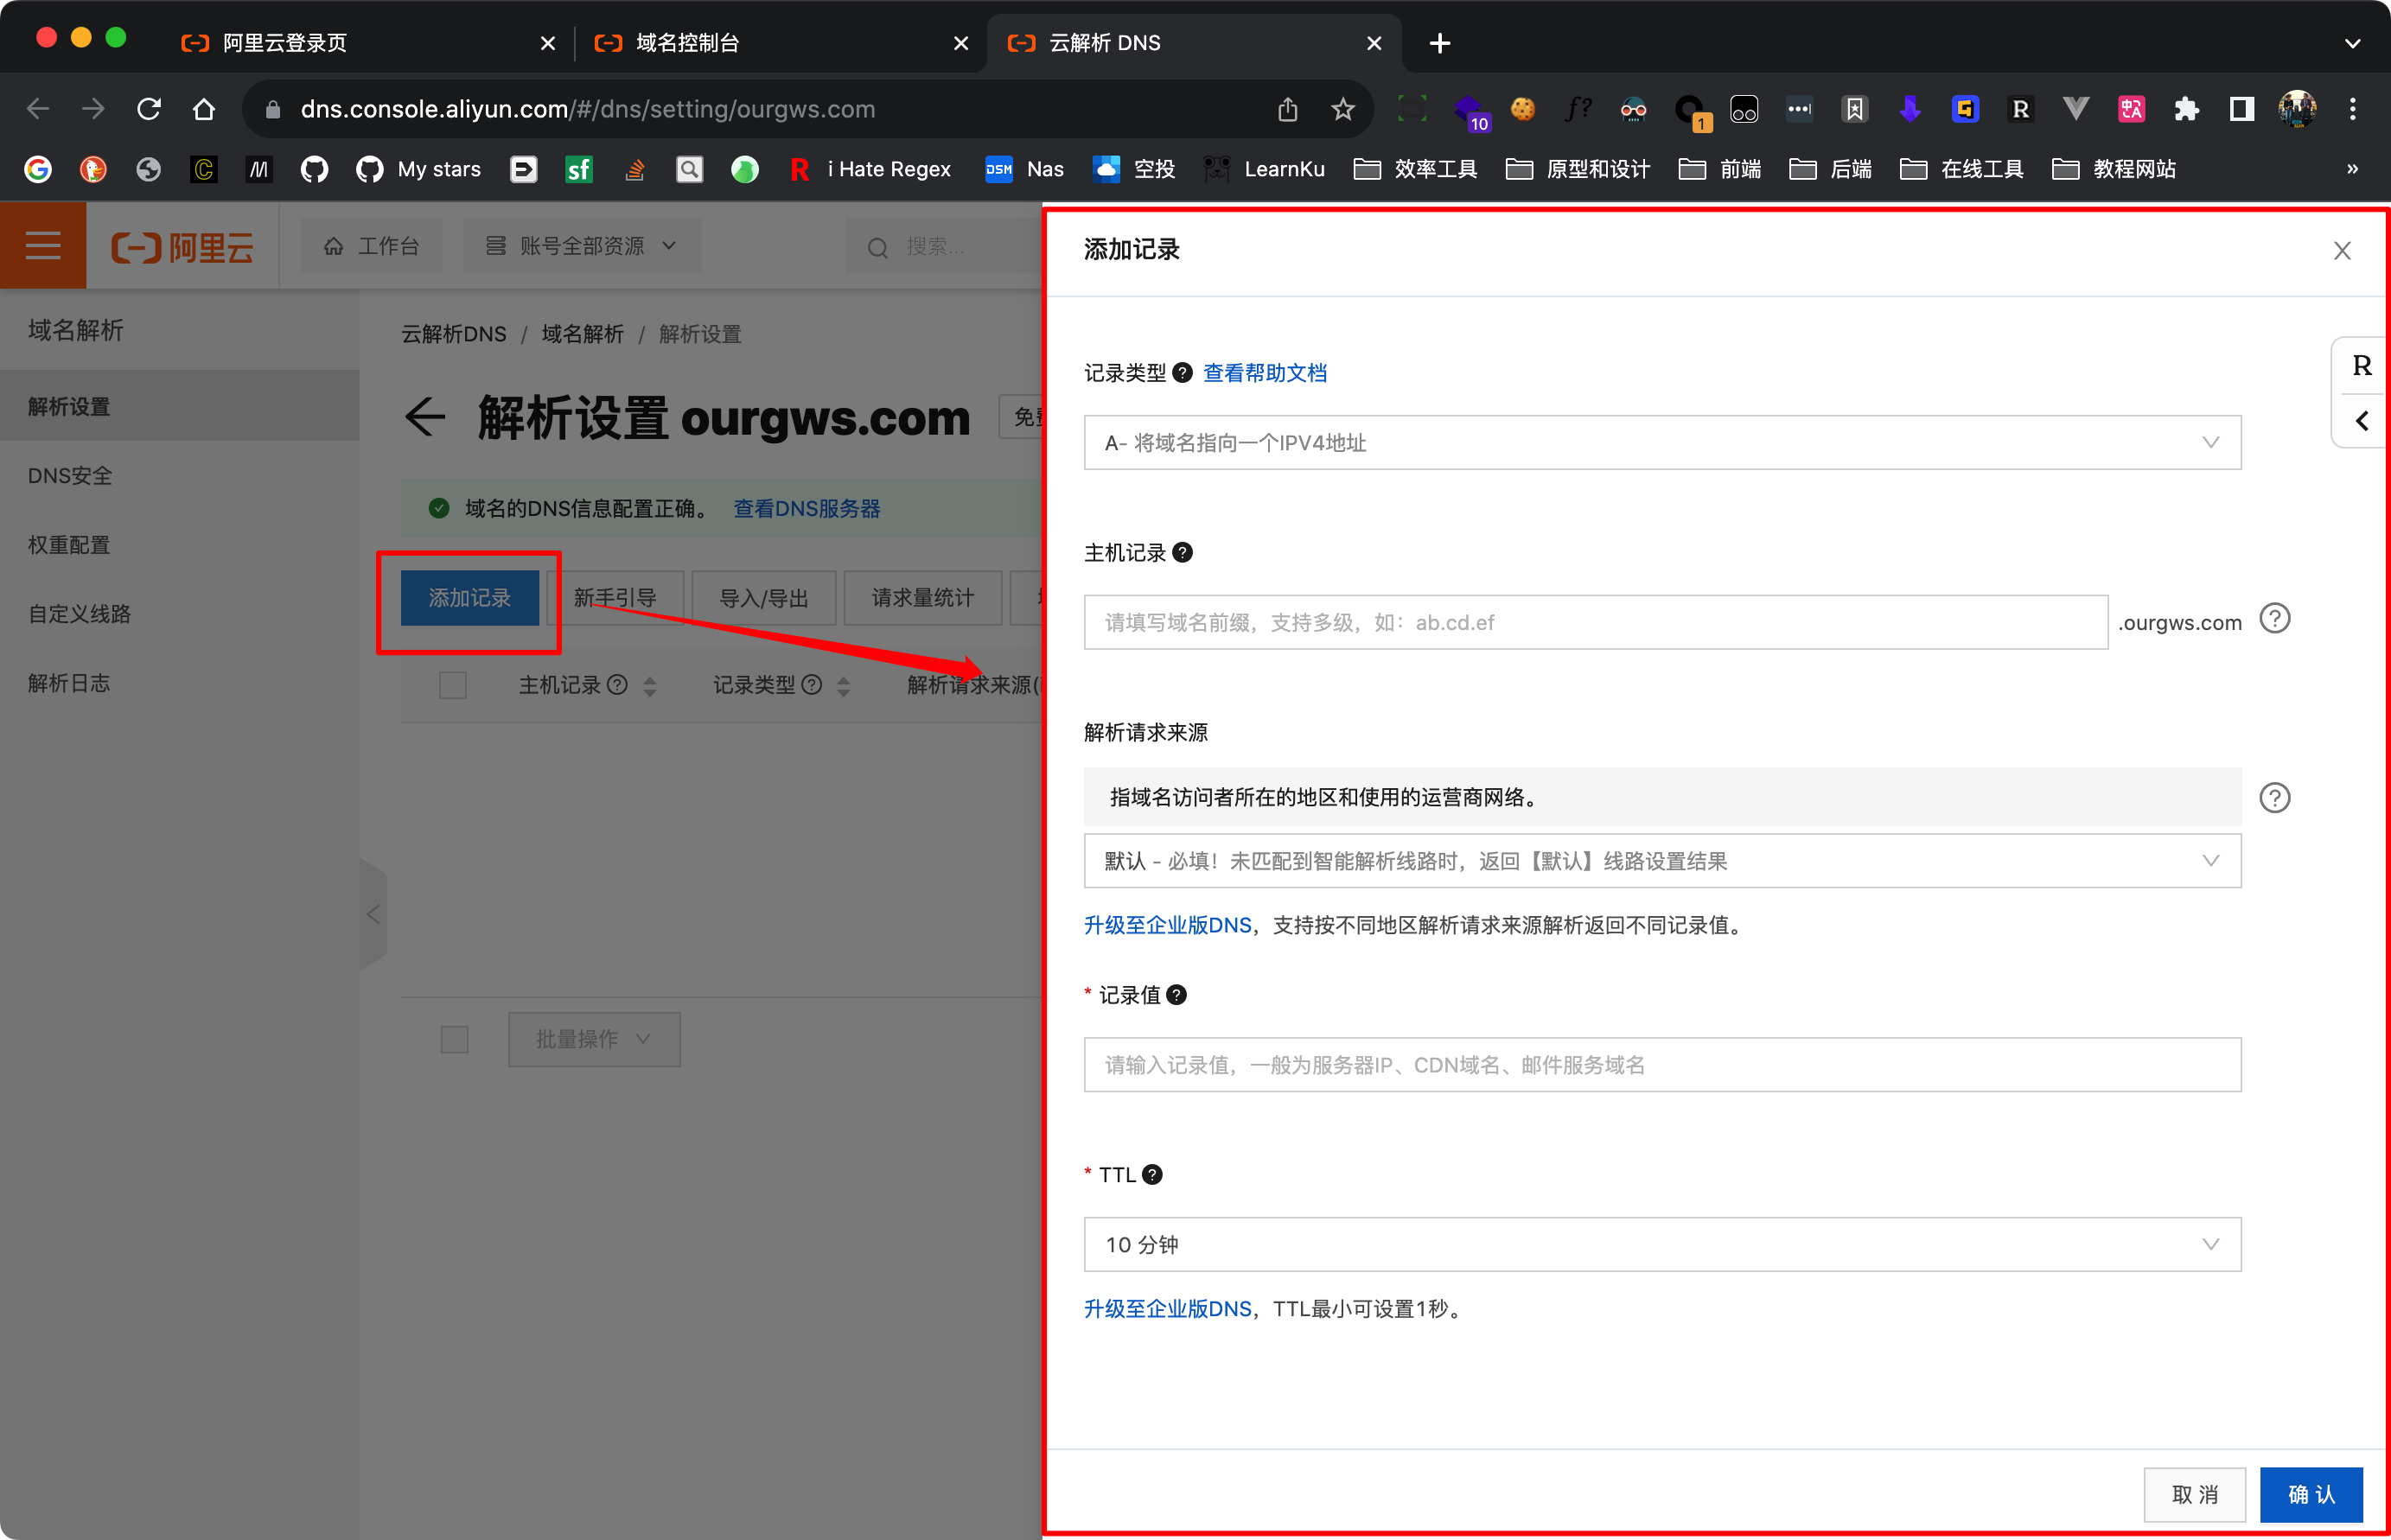 阿里云登录页
域名控制台
云解析 DNS
dns.console.aliyun.com/#/dns/setting/ourgws.com
10
f?
1
R
中A
G
C
M
My stars
sf
R
i Hate Regex
DSM
Nas
空投
LearnKu
效率工具
原型和设计
前端
后端
在线工具
教程网站
»
阿里云
工作台
账号全部资源
搜索...
域名解析
解析设置
DNS安全
权重配置
自定义线路
解析日志
云解析DNS / 域名解析 / 解析设置
解析设置 ourgws.com
域名的DNS信息配置正确。 查看DNS服务器
添加记录
新手引导
导入/导出
请求量统计
主机记录
记录类型
解析请求来源(
批量操作
添加记录
记录类型 查看帮助文档
A- 将域名指向一个IPV4地址
主机记录
请填写域名前缀，支持多级，如：ab.cd.ef
.ourgws.com
解析请求来源
指域名访问者所在的地区和使用的运营商网络。
默认 - 必填！未匹配到智能解析线路时，返回【默认】线路设置结果
升级至企业版DNS，支持按不同地区解析请求来源解析返回不同记录值。
* 记录值
请输入记录值，一般为服务器IP、CDN域名、邮件服务域名
* TTL
10 分钟
升级至企业版DNS，TTL最小可设置1秒。
取 消
确 认
R